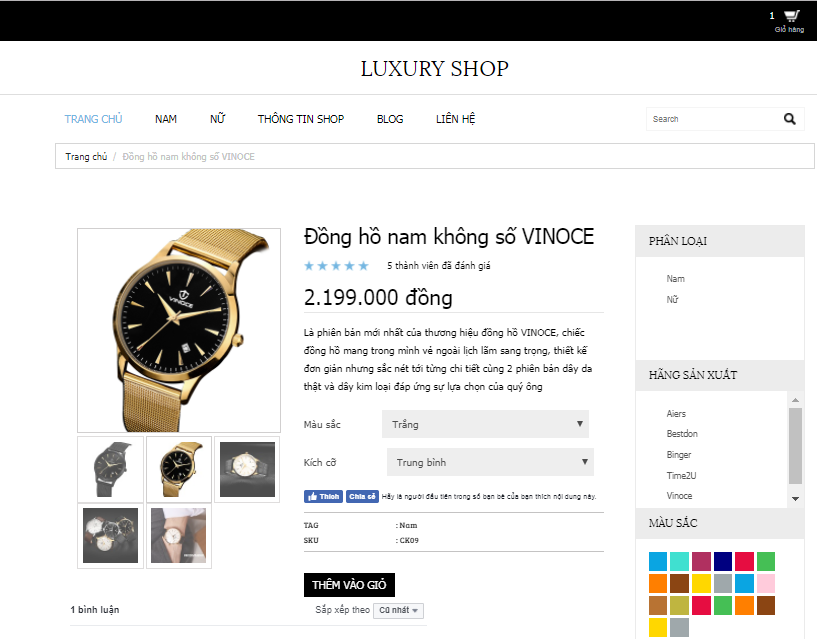 1
Giỏ hàng
LUXURY SHOP
TRANG CHỦ NAM NỮ THÔNG TIN SHOP BLOG LIÊN HỆ Search
Trang chủ / Đồng hồ nam không số VINOCE
VINOCE
Đồng hồ nam không số VINOCE
5 thành viên đã đánh giá
2.199.000 đồng
Là phiên bản mới nhất của thương hiệu đồng hồ VINOCE, chiếc
đồng hồ mang trong mình vẻ ngoài lịch lãm sang trọng, thiết kế
đơn giản nhưng sắc nét tới từng chi tiết cùng 2 phiên bản dây da
thật và dây kim loại đáp ứng sự lựa chọn của quý ông
Màu sắc Trắng
Kích cỡ Trung bình
Thích Chia sẻ Hãy là người đầu tiên trong số bạn bè của bạn thích nội dung này.
TAG : Nam
SKU : CK09
THÊM VÀO GIỎ
1 bình luận
Sắp xếp theo Cũ nhất
PHÂN LOẠI
Nam
Nữ
HÃNG SẢN XUẤT
Aiers
Bestdon
Binger
Time2U
Vinoce
MÀU SẮC